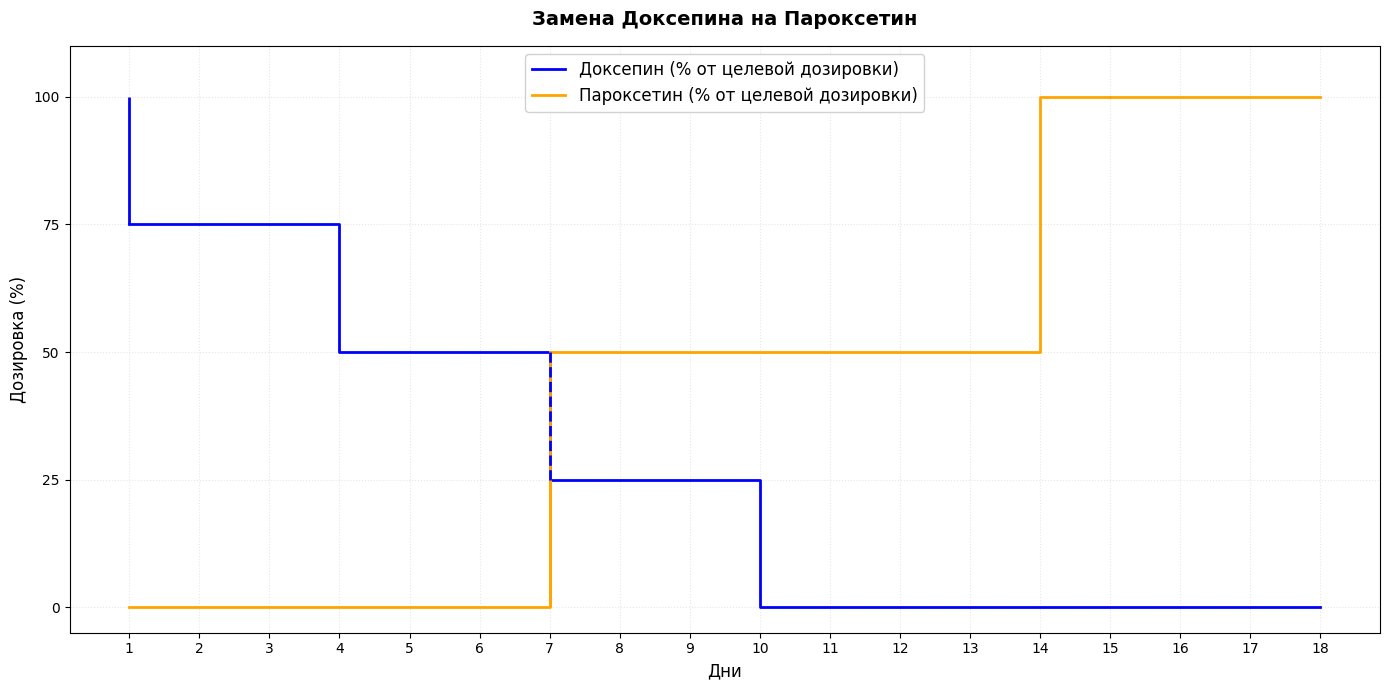 Замена Доксепина на Пароксетин
Доксепин (% от целевой дозировки)
Пароксетин (% от целевой дозировки)
Дозировка (%)
100
75
50
25
0
1 2 3 4 5 6 7 8 9 10 11 12 13 14 15 16 17 18
Дни